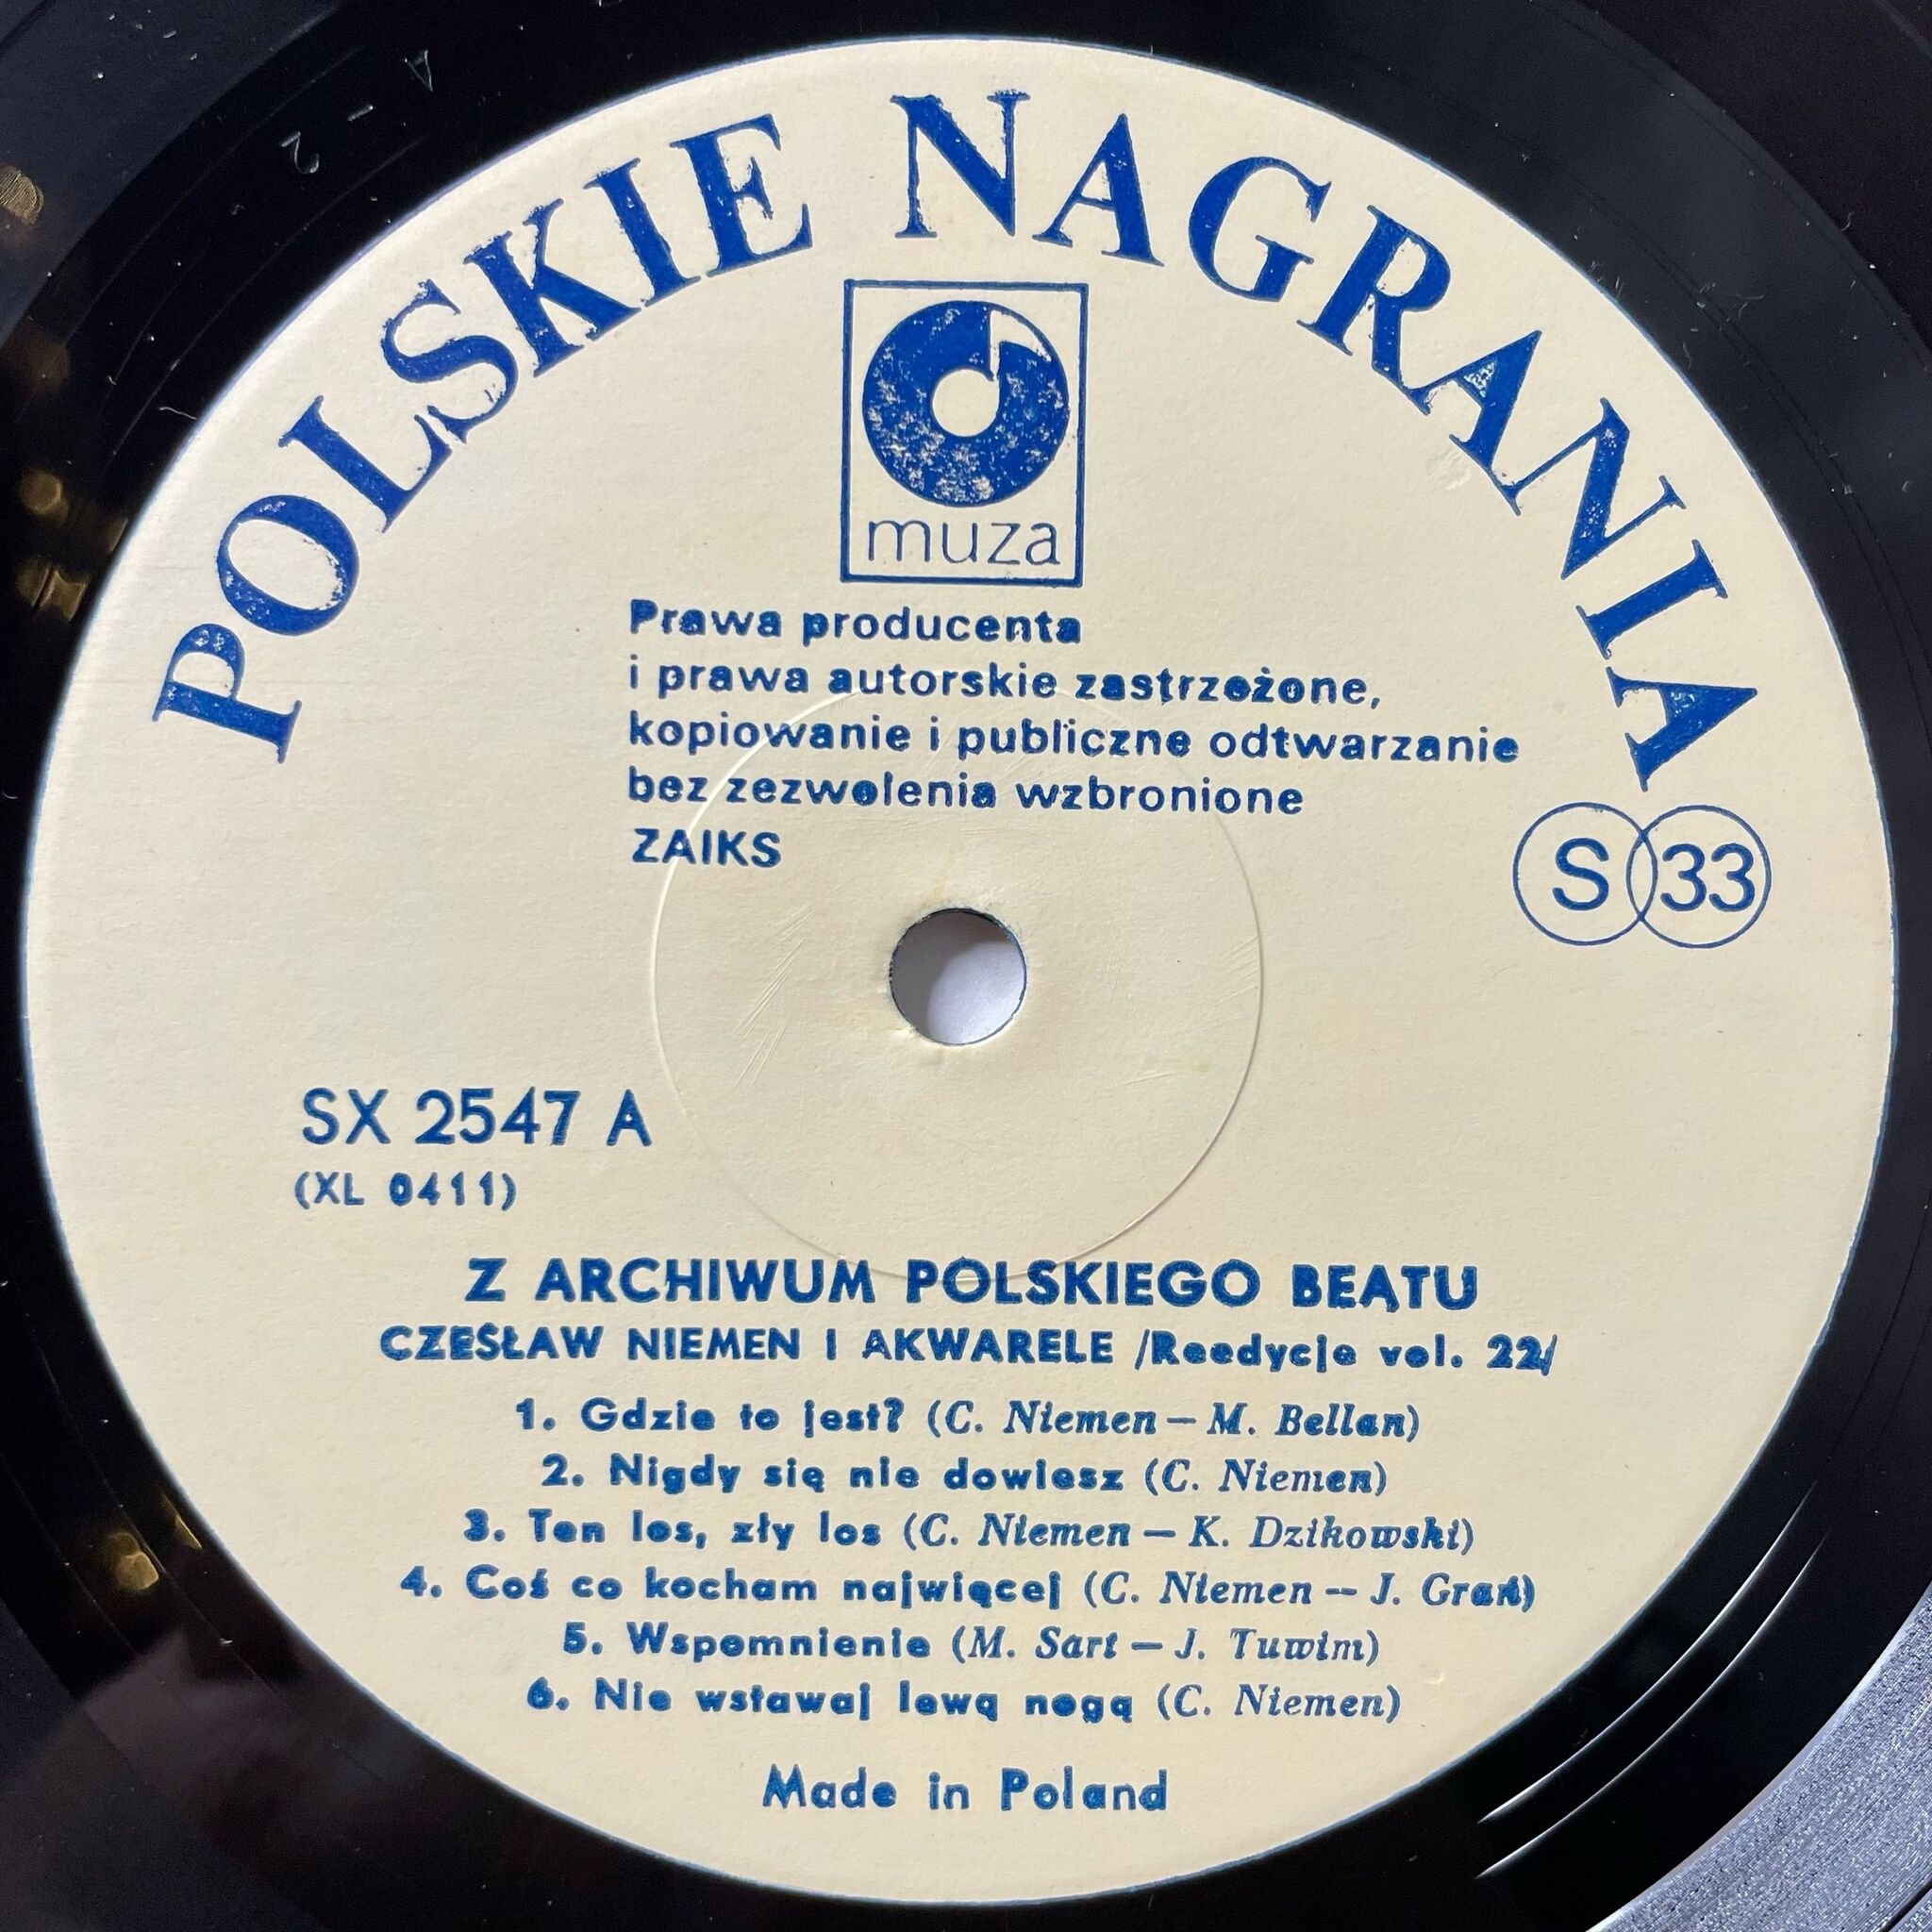 A-2
POLSKIE NAGRANIA
muza
Prawa producenta
i prawa autorskie zastrzeżone,
kopiowanie i publiczne odtwarzanie
bez zezwolenia wzbronione
ZAIKS
S 33
SX 2547 A
(XL 0411)
Z ARCHIWUM POLSKIEGO BEATU
CZESŁAW NIEMEN I AKWARELE /Reedycje vol. 22/
1. Gdzie to jest? (C. Niemen — M. Bellan)
2. Nigdy się nie dowiesz (C. Niemen)
3. Ten los, zły los (C. Niemen — K. Dzikowski)
4. Coś co kocham najwięcej (C. Niemen — J. Grań)
5. Wspomnienie (M. Sart — J. Tuwim)
6. Nie wstawaj lewą nogą (C. Niemen)
Made in Poland